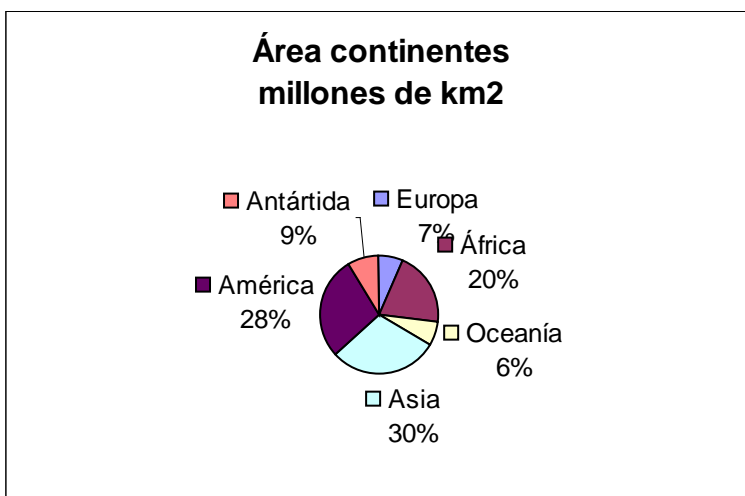 Área continentes
millones de km2
Antártida
9%
Europa
7%
África
20%
América
28%
Oceanía
6%
Asia
30%